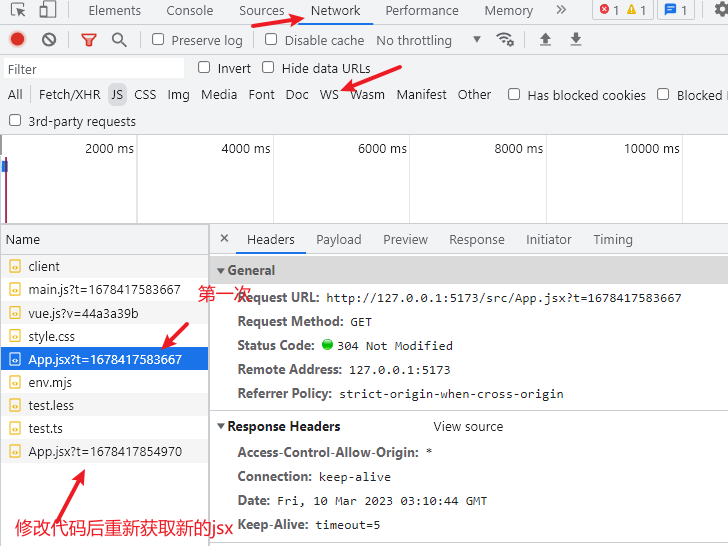 Elements Console Sources Network Performance Memory » 1 1 1
Preserve log Disable cache No throttling
Filter Invert Hide data URLs
All Fetch/XHR JS CSS Img Media Font Doc WS Wasm Manifest Other Has blocked cookies Blocked
3rd-party requests
2000 ms 4000 ms 6000 ms 8000 ms 10000 ms
Name
client
main.js?t=1678417583667
vue.js?v=44a3a39b
style.css
App.jsx?t=1678417583667
env.mjs
test.less
test.ts
App.jsx?t=1678417854970
第一次
修改代码后重新获取新的jsx
× Headers Payload Preview Response Initiator Timing
General
Request URL: http://127.0.0.1:5173/src/App.jsx?t=1678417583667
Request Method: GET
Status Code: 304 Not Modified
Remote Address: 127.0.0.1:5173
Referrer Policy: strict-origin-when-cross-origin
Response Headers View source
Access-Control-Allow-Origin: *
Connection: keep-alive
Date: Fri, 10 Mar 2023 03:10:44 GMT
Keep-Alive: timeout=5